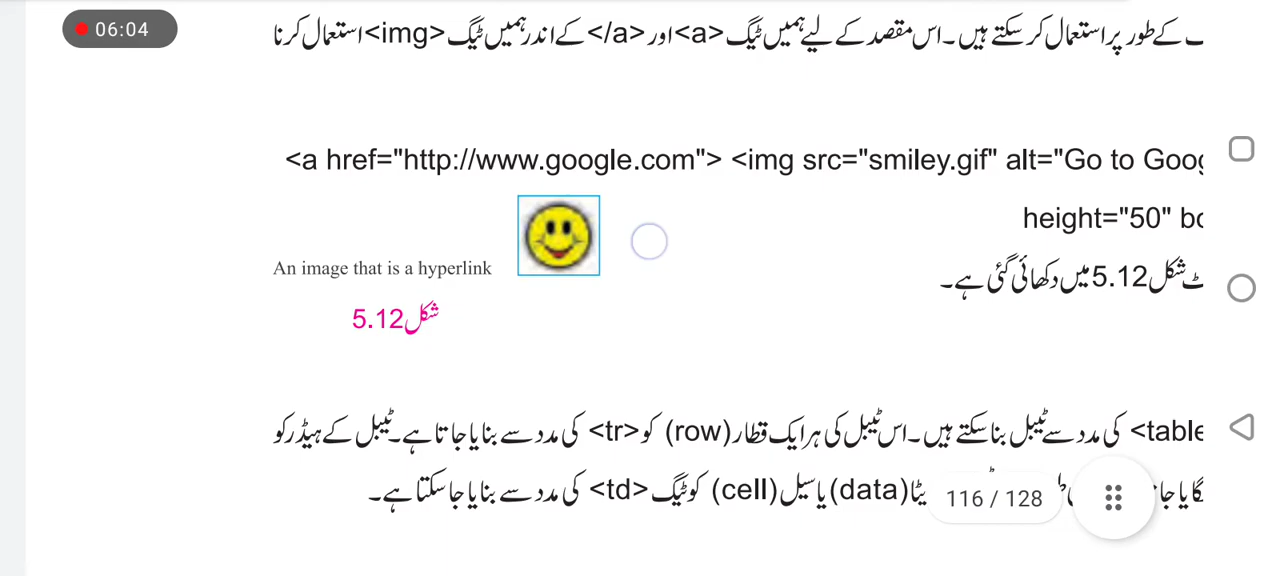 06:04
کے طور پر استعمال کر سکتے ہیں۔ اس مقصد کے لیے ہمیں ٹیگ <a> اور </a> کے اندر ہمیں ٹیگ <img> استعمال کرنا
<a href="http://www.google.com"> <img src="smiley.gif" alt="Go to Goog
height="50" bo
شکل 5.12 میں دکھائی گئی ہے۔
An image that is a hyperlink
شکل 5.12
<table کی مدد سے ٹیبل بنا سکتے ہیں۔ اس ٹیبل کی ہر ایک قطار (row) کو <tr> کی مدد سے بنایا جاتا ہے۔ ٹیبل کے ہیڈر کو
(data) یا سیل (cell) کو ٹیگ <td> کی مدد سے بنایا جا سکتا ہے۔
116 / 128